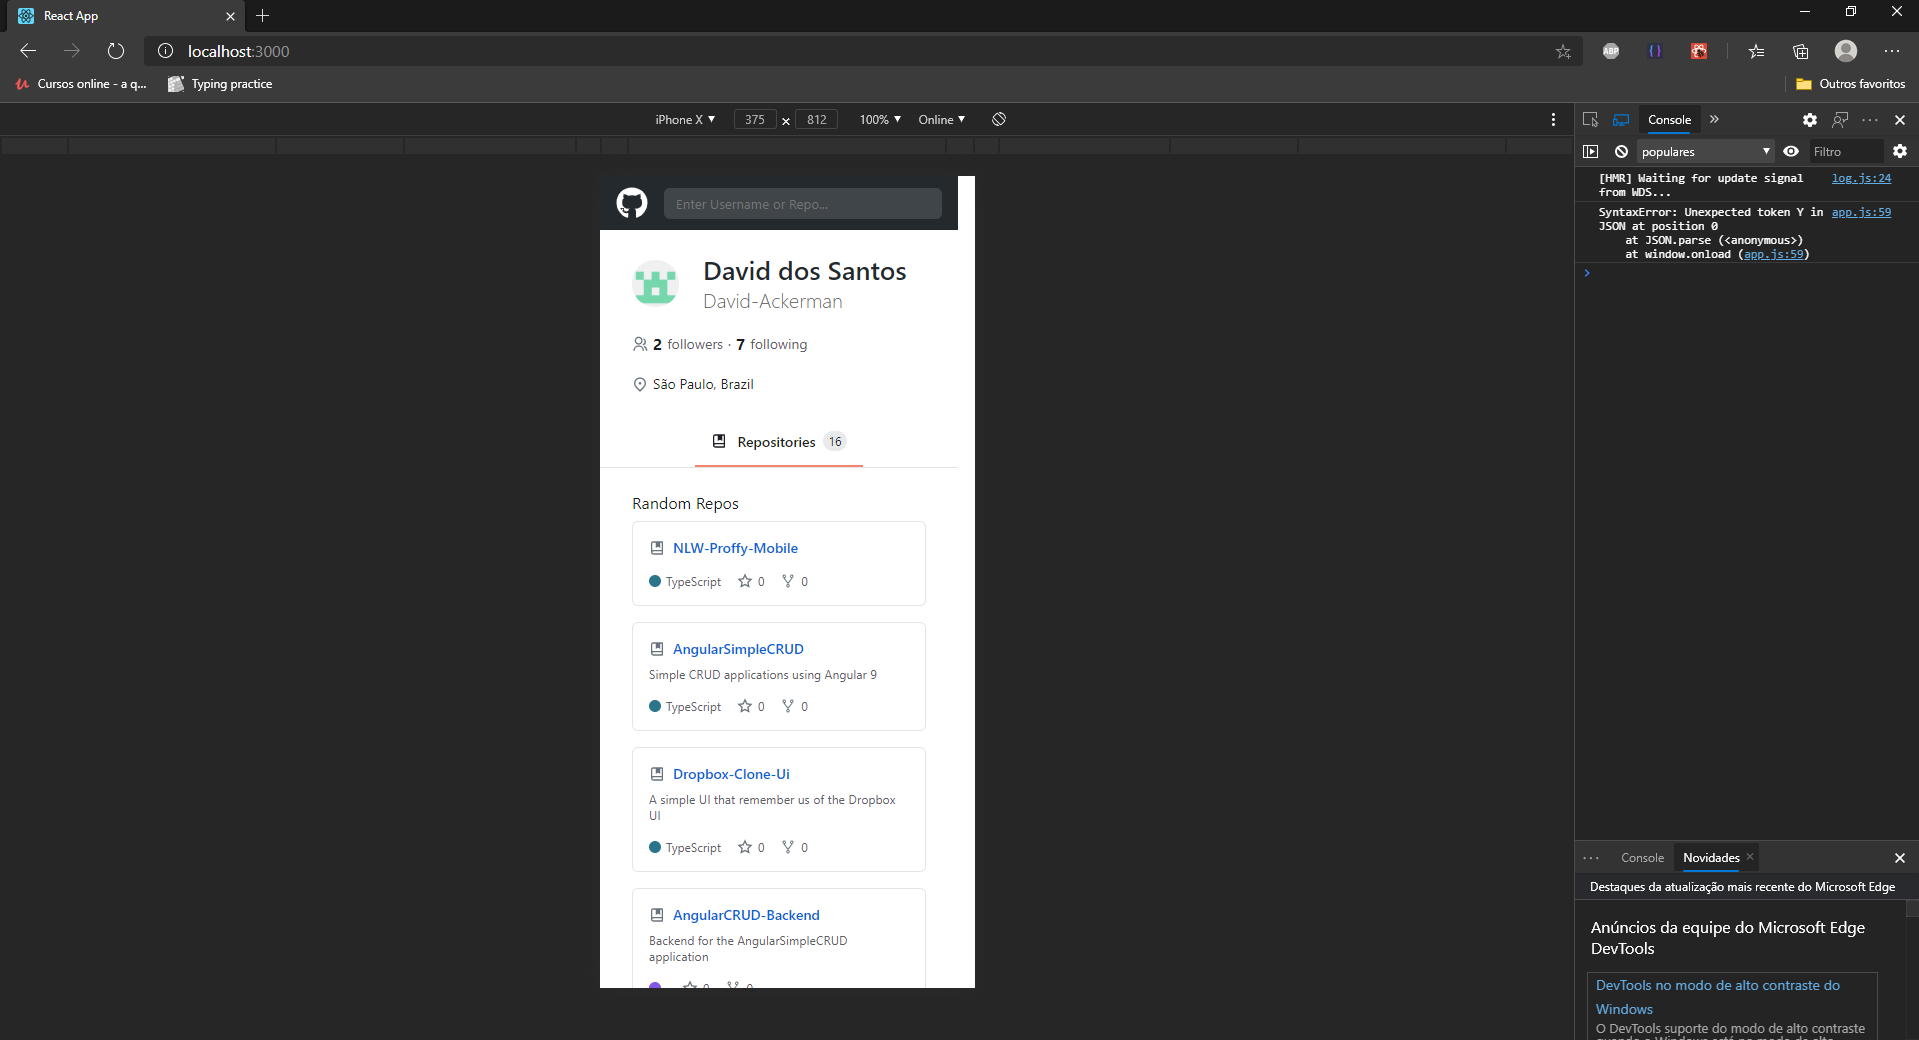 React App
localhost:3000
ABP
Cursos online - a q...
Typing practice
Outros favoritos
iPhone X ▼ 375 × 812 100% ▼ Online ▼
Console
populares
Filtro
[HMR] Waiting for update signal log.js:24
from WDS...
SyntaxError: Unexpected token Y in app.js:59
JSON at position 0
at JSON.parse (<anonymous>)
at window.onload (app.js:59)
Enter Username or Repo...
David dos Santos
David-Ackerman
2 followers · 7 following
São Paulo, Brazil
Repositories 16
Random Repos
NLW-Proffy-Mobile
TypeScript 0 0
AngularSimpleCRUD
Simple CRUD applications using Angular 9
TypeScript 0 0
Dropbox-Clone-Ui
A simple UI that remember us of the Dropbox
UI
TypeScript 0 0
AngularCRUD-Backend
Backend for the AngularSimpleCRUD
application
0 0
Console Novidades
Destaques da atualização mais recente do Microsoft Edge
Anúncios da equipe do Microsoft Edge
DevTools
DevTools no modo de alto contraste do
Windows
O DevTools suporte do modo de alto contraste